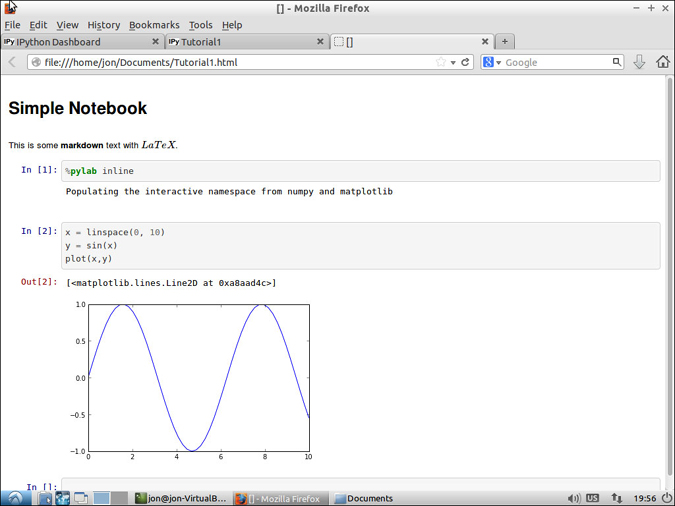 [] - Mozilla Firefox
File Edit View History Bookmarks Tools Help
IPy IPython Dashboard
IPy Tutorial1
[]
file:///home/jon/Documents/Tutorial1.html
Google
Simple Notebook
This is some markdown text with LaTeX.
In [1]: %pylab inline
Populating the interactive namespace from numpy and matplotlib
In [2]: x = linspace(0, 10)
y = sin(x)
plot(x,y)
Out[2]: [<matplotlib.lines.Line2D at 0xa8aad4c>]
1.0
0.5
0.0
−0.5
−1.0
0 2 4 6 8 10
In []:
jon@jon-VirtualB...
[] - Mozilla Firefox
Documents
US
19:56